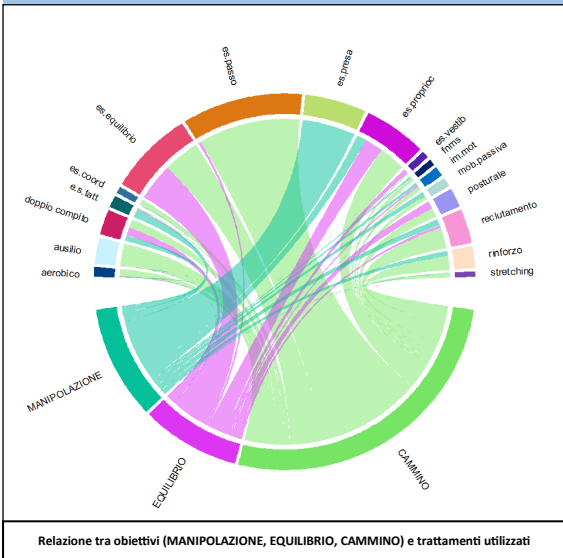 es.passo
es.presa
es.equilibrio
es.proprioc
es.vestib
fnms
im.mot
mob.passiva
es.coord
e.s.tatt
posturale
doppio compito
reclutamento
ausilio
rinforzo
aerobico
stretching
MANIPOLAZIONE
EQUILIBRIO
CAMMINO
Relazione tra obiettivi (MANIPOLAZIONE, EQUILIBRIO, CAMMINO) e trattamenti utilizzati